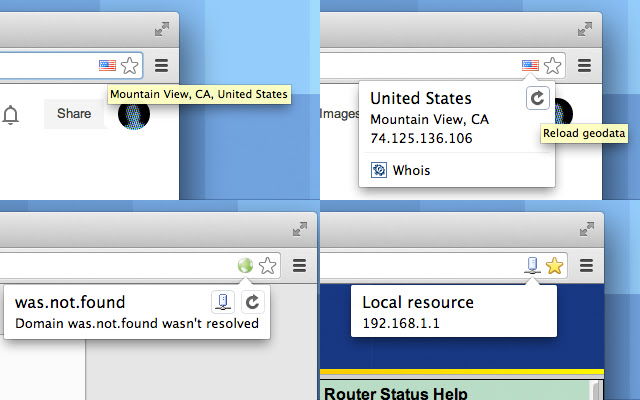 Mountain View, CA, United States
Share
Images
United States
Mountain View, CA
74.125.136.106
Reload geodata
Whois
was.not.found
Domain was.not.found wasn't resolved
Local resource
192.168.1.1
Router Status Help